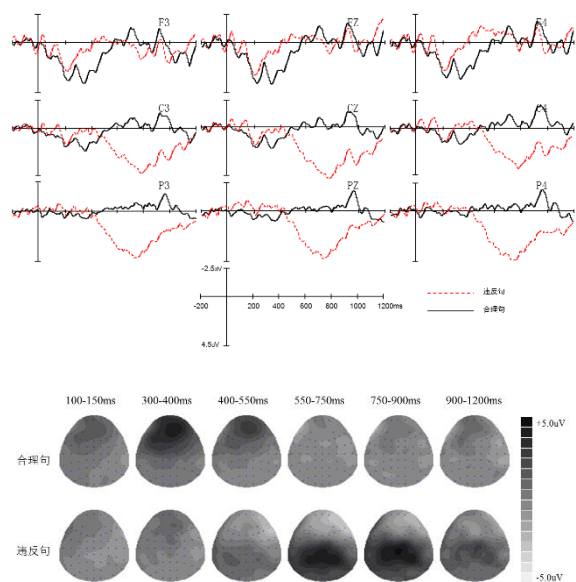 F3 FZ F4
C3 CZ C4
P3 PZ P4
-2.5uV
-200 200 400 600 800 1000 1200ms
4.5uV
违反句
合理句
100-150ms 300-400ms 400-550ms 550-750ms 750-900ms 900-1200ms
合理句
+5.0uV
违反句
-5.0uV